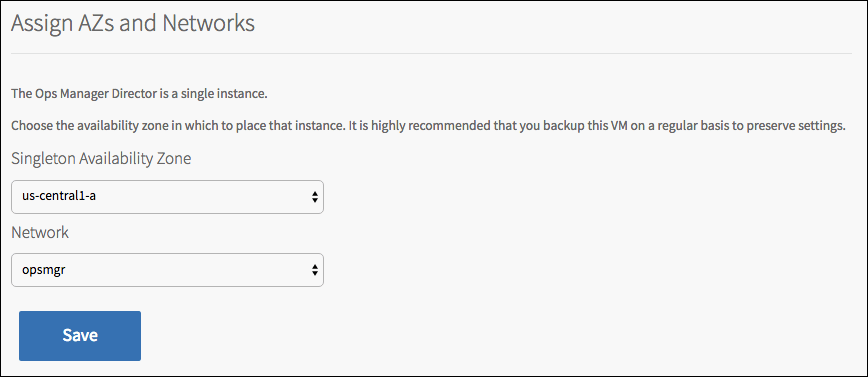 Assign AZs and Networks
The Ops Manager Director is a single instance.
Choose the availability zone in which to place that instance. It is highly recommended that you backup this VM on a regular basis to preserve settings.
Singleton Availability Zone
us-central1-a
Network
opsmgr
Save